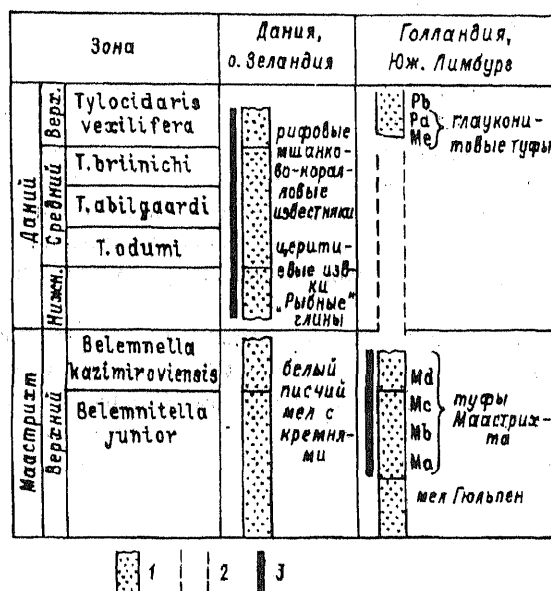 Зона
Дания,
о. Зеландия
Голландия,
Юж. Лимбург
Даний
Верх.
Tylocidaris
vexilifera
Средний
T. briinichi
T. abilgaardi
T. odumi
Нижн.
рифовые
мшанко-
во-корал-
ловые
известняки
церити-
евые изв-
ки
„Рыбные"
глины
Pb
Pa
Me
глаукони-
товые туфы
Маастрихт
Верхний
Belemnella
kazimiroviensis
Belemnitella
junior
белый
писчий
мел с
кремня-
ми
Md
Mc
Mb
Ma
туфы
Маастрих-
та
мел Гюльпен
1
2
3